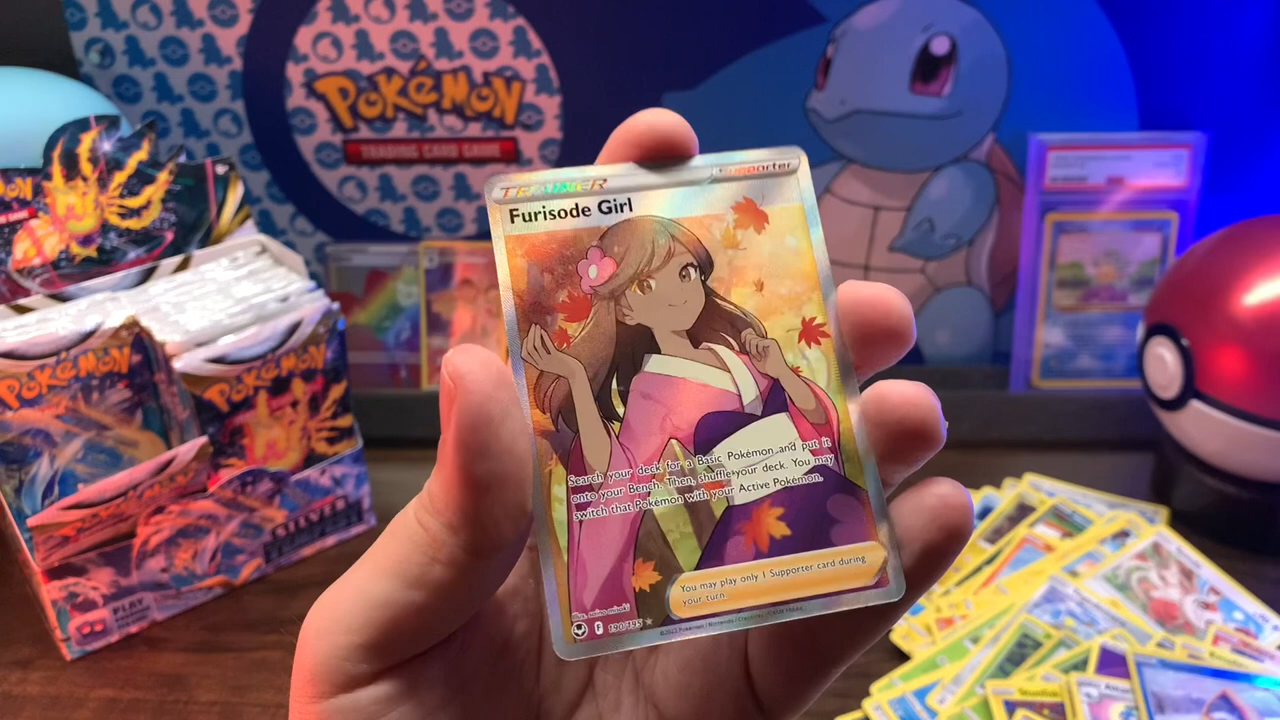 POKÉMON
TRADING CARD GAME
TRAINER
Supporter
Furisode Girl
Search your deck for a Basic Pokémon and put it
onto your Bench. Then, shuffle your deck. You may
switch that Pokémon with your Active Pokémon.
You may play only 1 Supporter card during
your turn.
F
190/195
POKÉMON
POKÉMON
SILVER
PLAY